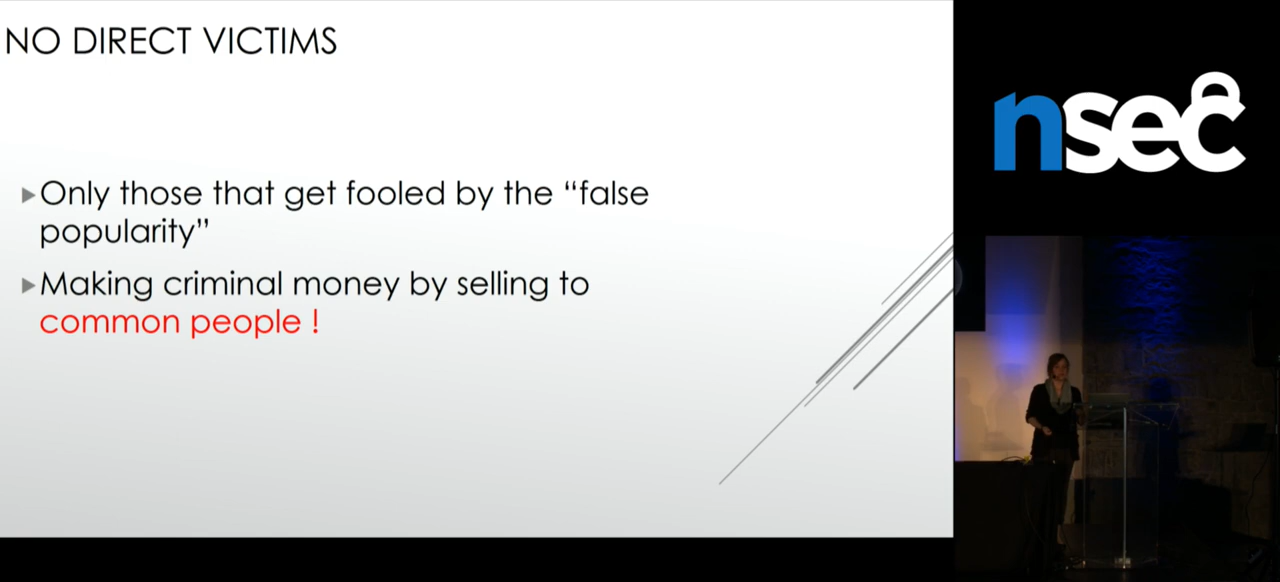 NO DIRECT VICTIMS
Only those that get fooled by the “false
popularity”
Making criminal money by selling to
common people !
nsec